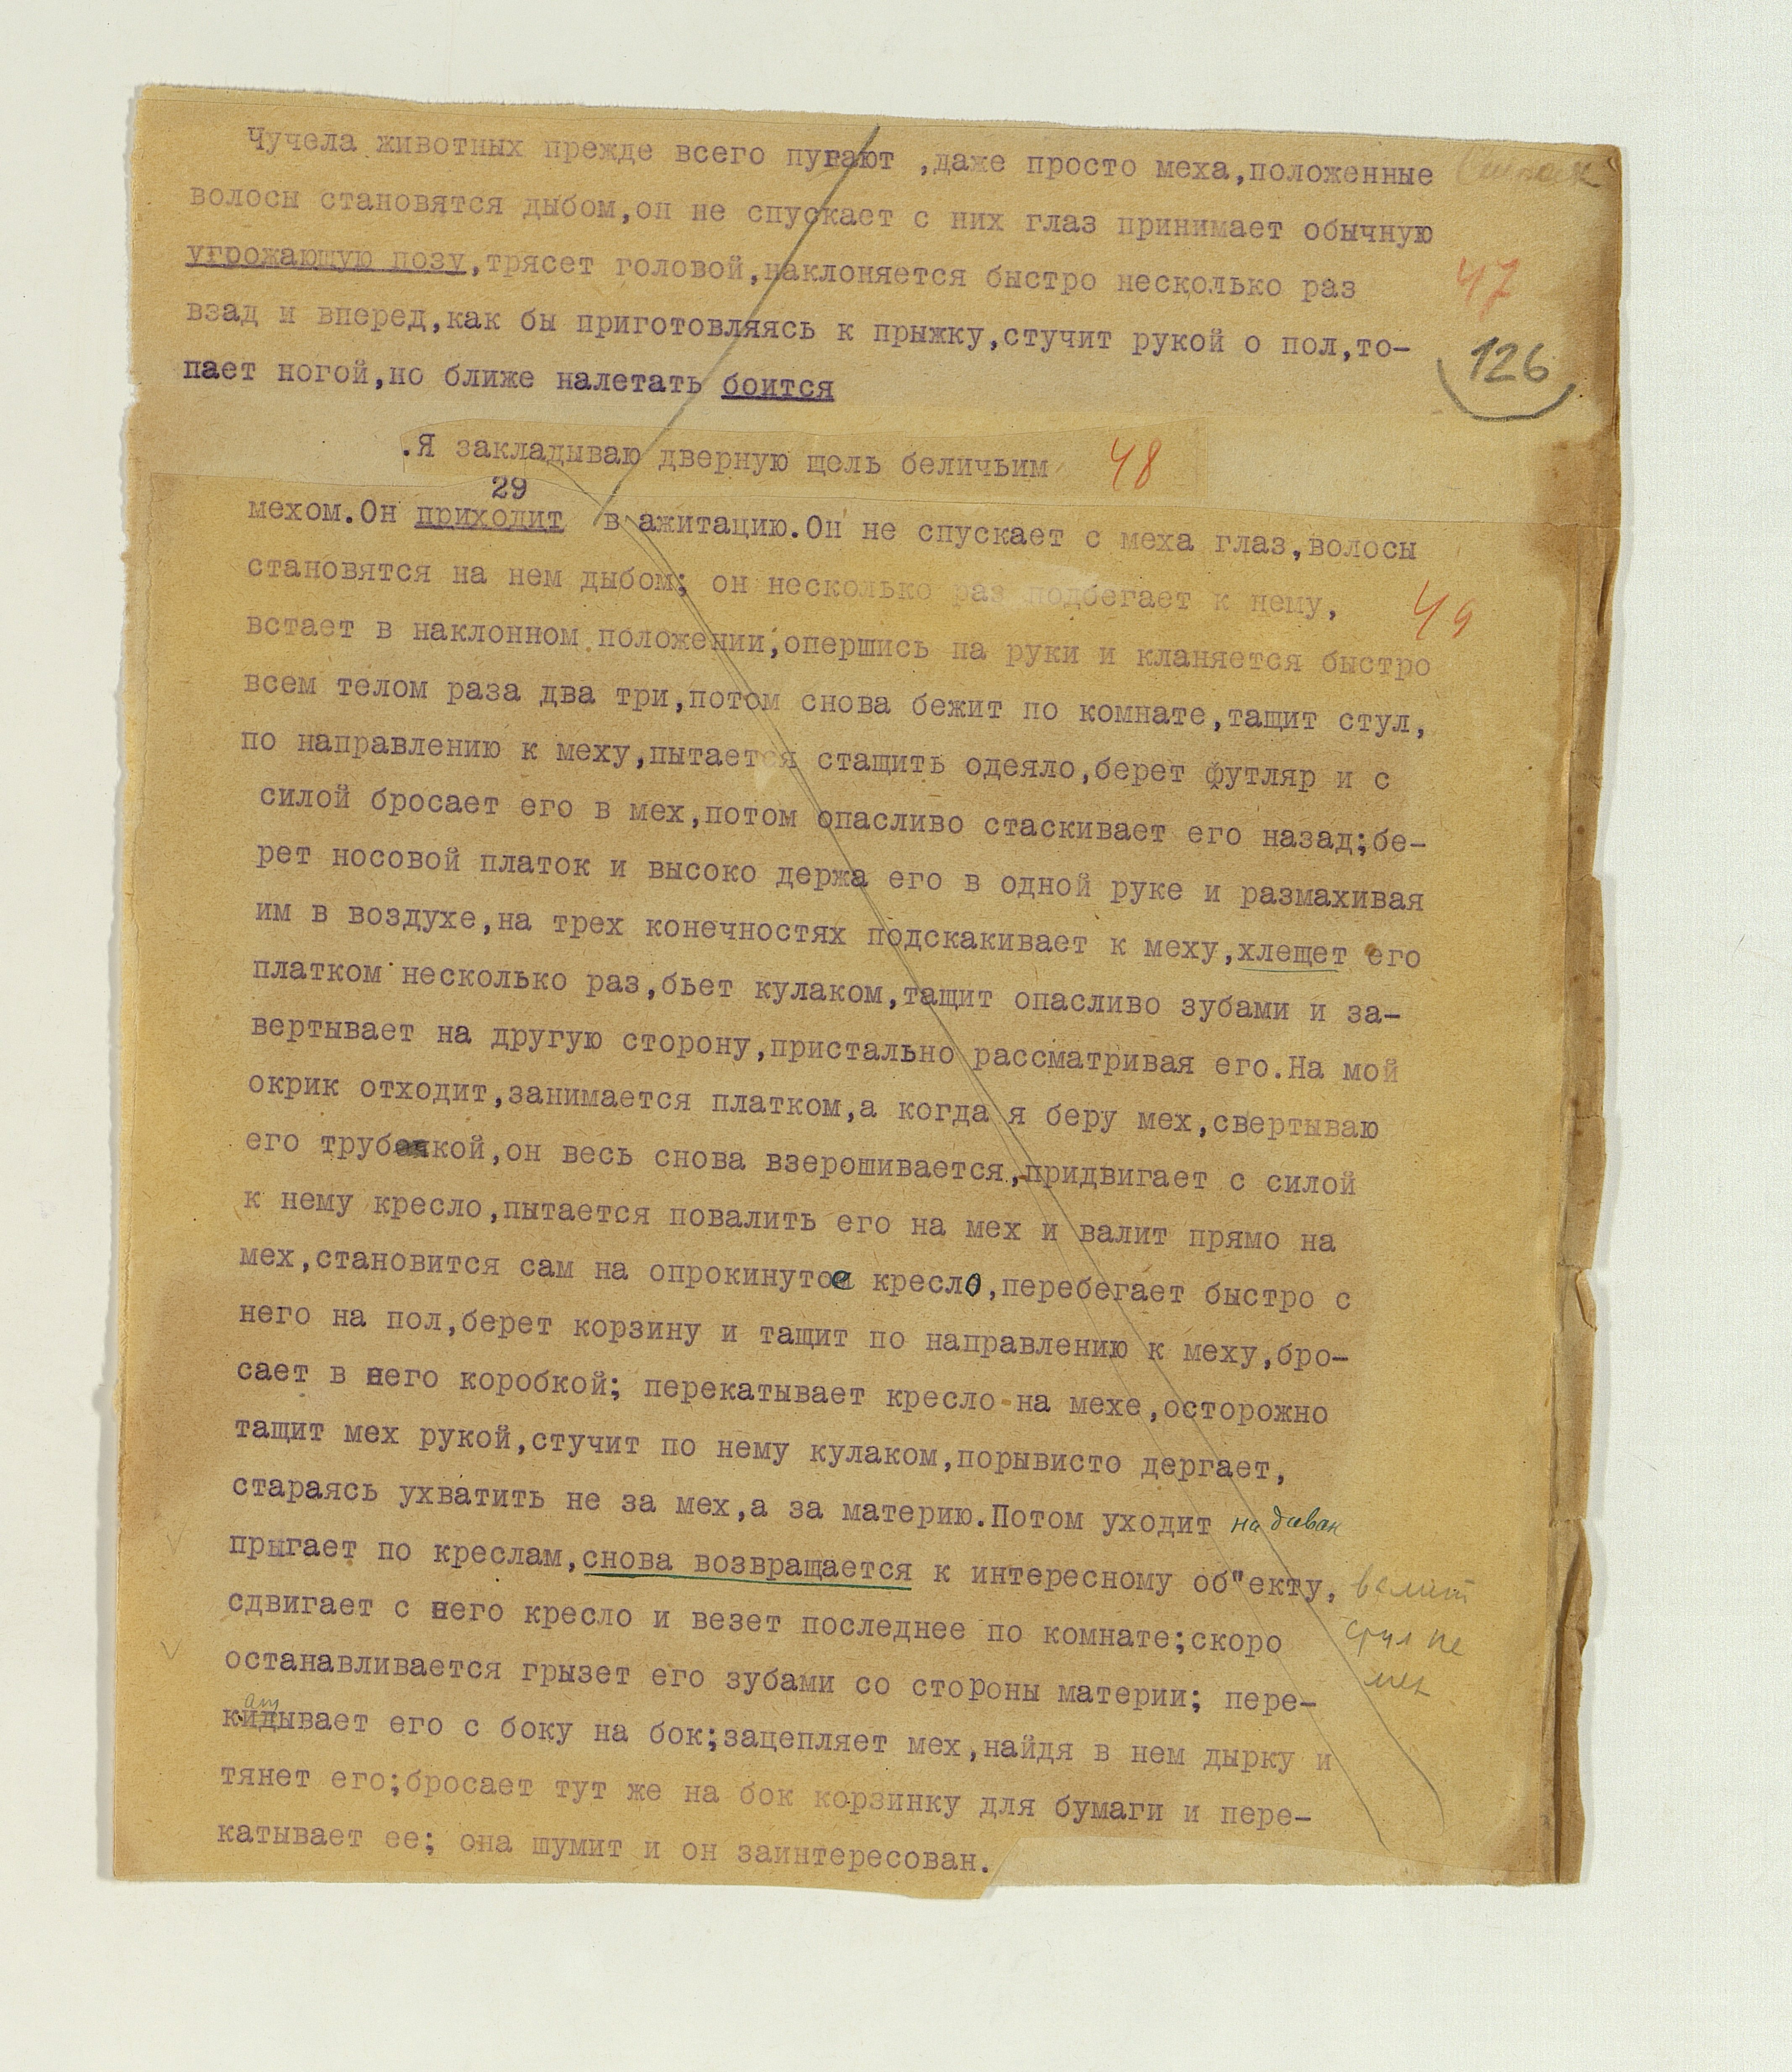 Чучела животных прежде всего пугают ,даже просто меха,положенные
волосы становятся дыбом,он не спускает с них глаз принимает обычную
угрожающую позу,трясет головой,наклоняется быстро несколько раз
47
взад и вперед,как бы приготовляясь к прыжку,стучит рукой о пол,то-
126
пает ногой,но ближе налетать боится
.Я закладываю дверную щель беличьим 48
29
мехом.Он приходит в ажитацию.Он не спускает с меха глаз,волосы
становятся на нем дыбом; он несколько раз подбегает к нему,
49
встает в наклонном положении,опершись на руки и кланяется быстро
всем телом раза два три,потом снова бежит по комнате,тащит стул,
по направлению к меху,пытается стащить одеяло,берет футляр и с
силой бросает его в мех,потом опасливо стаскивает его назад;бе-
рет носовой платок и высоко держа его в одной руке и размахивая
им в воздухе,на трех конечностях подскакивает к меху,хлещет его
платком несколько раз,бьет кулаком,тащит опасливо зубами и за-
вертывает на другую сторону,пристально рассматривая его.На мой
окрик отходит,занимается платком,а когда я беру мех,свертываю
его трубкой,он весь снова взерошивается,придвигает с силой
к нему кресло,пытается повалить его на мех и валит прямо на
мех,становится сам на опрокинутое кресло,перебегает быстро с
него на пол,берет корзину и тащит по направлению к меху,бро-
сает в него коробкой; перекатывает кресло на мехе,осторожно
тащит мех рукой,стучит по нему кулаком,порывисто дергает,
стараясь ухватить не за мех,а за материю.Потом уходит на диван
прыгает по креслам,снова возвращается к интересному об"екту, валит
стул на
мех
сдвигает с него кресло и везет последнее по комнате;скоро
останавливается грызет его зубами со стороны материи; пере-
ат
кидывает его с боку на бок;зацепляет мех,найдя в нем дырку и
тянет его;бросает тут же на бок корзинку для бумаги и пере-
катывает ее; она шумит и он заинтересован.